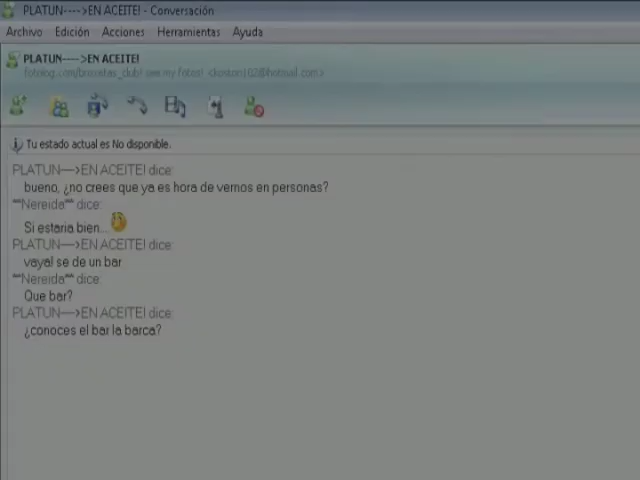 PLATUN---->EN ACEITE! - Conversación
Archivo Edición Acciones Herramientas Ayuda
PLATUN---->EN ACEITE!
Tu estado actual es No disponible.
PLATUN---->EN ACEITE! dice:
bueno, ¿no crees que ya es hora de vernos en personas?
**Nereida** dice:
Si estaria bien...
PLATUN---->EN ACEITE! dice:
vaya! se de un bar
**Nereida** dice:
Que bar?
PLATUN---->EN ACEITE! dice:
¿conoces el bar la barca?